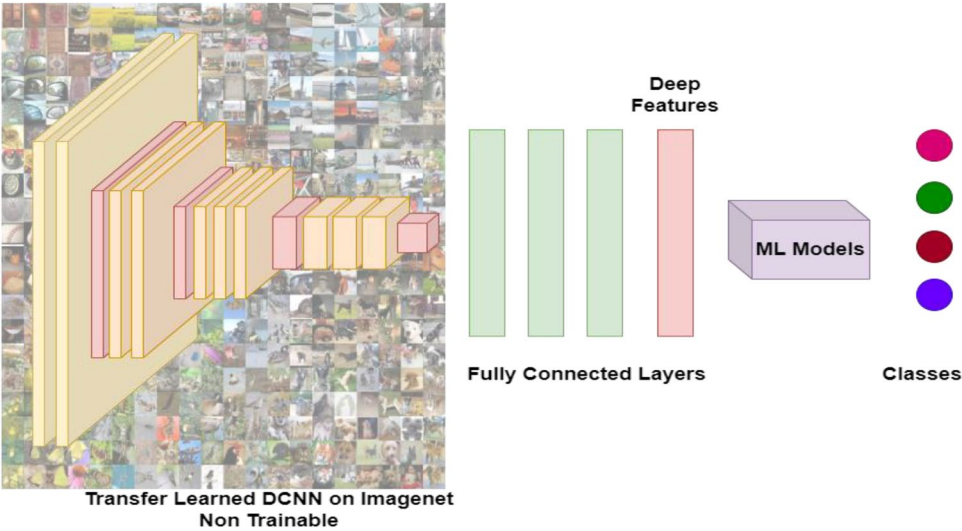 Deep
Features
ML Models
Fully Connected Layers
Classes
Transfer Learned DCNN on Imagenet
Non Trainable